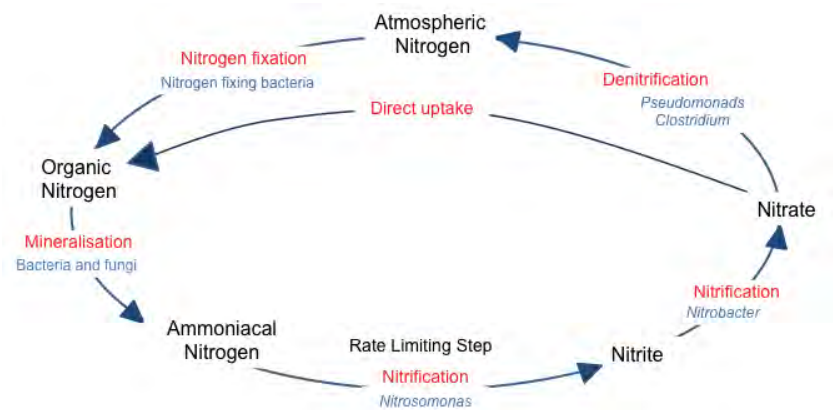 Atmospheric
Nitrogen
Nitrogen fixation
Nitrogen fixing bacteria
Denitrification
Pseudomonads
Clostridium
Direct uptake
Organic
Nitrogen
Nitrate
Mineralisation
Bacteria and fungi
Nitrification
Nitrobacter
Ammoniacal
Nitrogen
Rate Limiting Step
Nitrite
Nitrification
Nitrosomonas